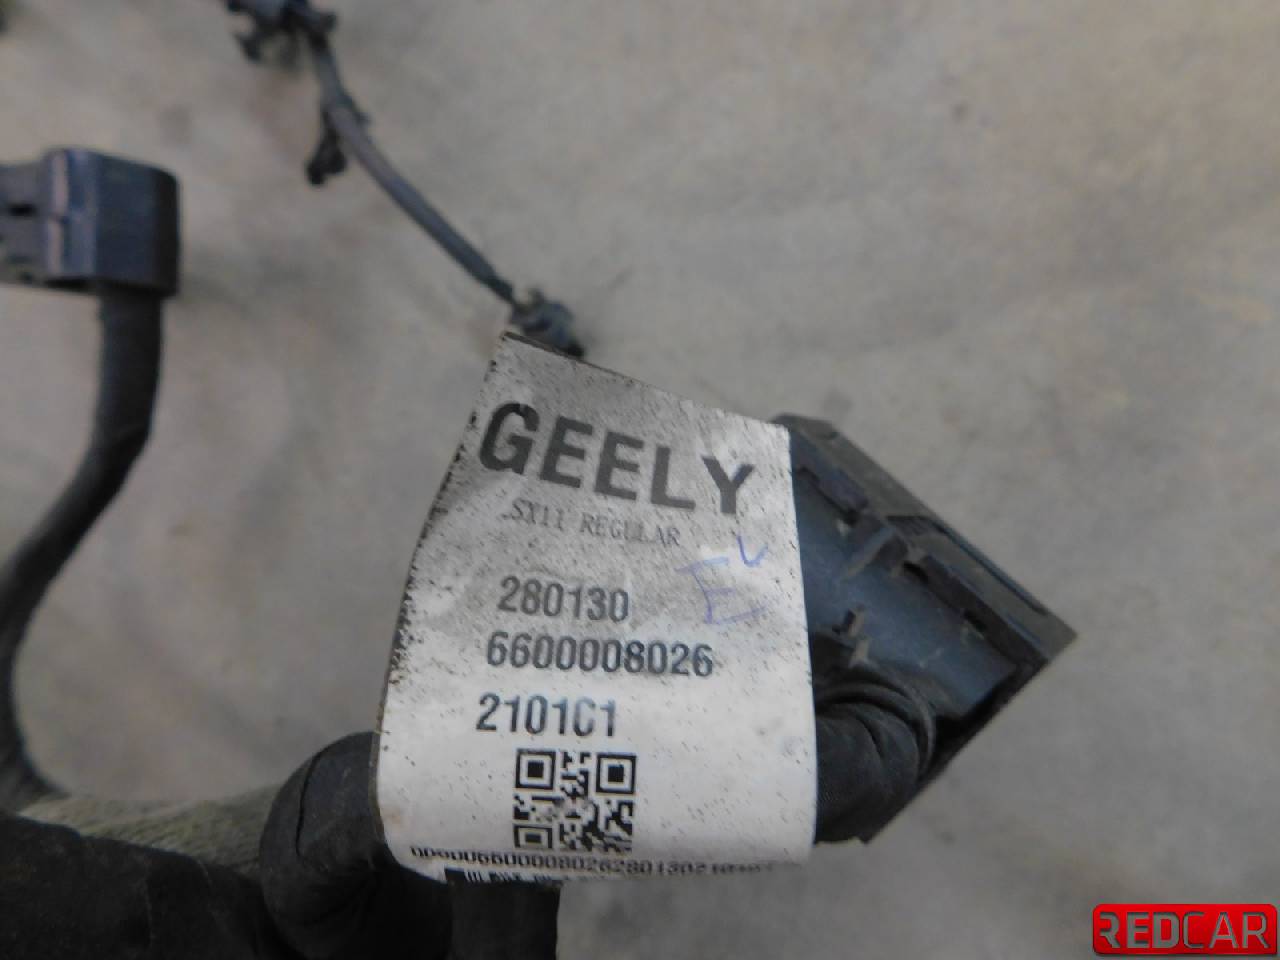 GEELY
SX11 REGULAR
E
280130
6600008026
2101C1
REDCAR